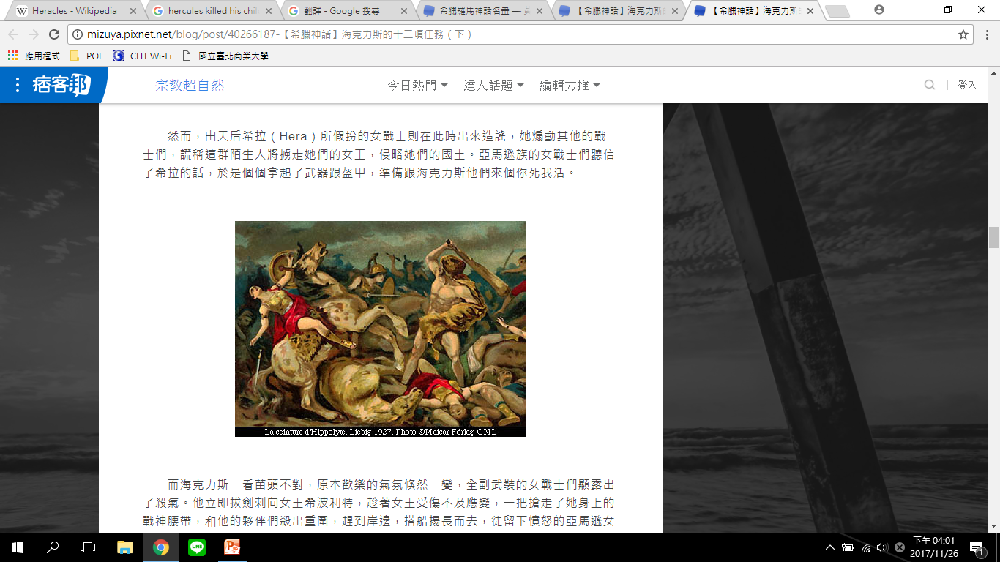 Heracles - Wikipedia
hercules killed his chil
翻譯 - Google 搜尋
希臘羅馬神話名畫 —
【希臘神話】海克力斯
【希臘神話】海克力斯
mizuya.pixnet.net/blog/post/40266187-【希臘神話】海克力斯的十二項任務（下）
應用程式 POE CHT Wi-Fi 國立臺北商業大學
痞客邦 宗教超自然 今日熱門 達人話題 編輯力推 登入
然而，由天后希拉（Hera）所假扮的女戰士則在此時出來造謠，她煽動其他的戰
士們，謊稱這群陌生人將擄走她們的女王，侵略她們的國土。亞馬遜族的女戰士們聽信
了希拉的話，於是個個拿起了武器跟盔甲，準備跟海克力斯他們來個你死我活。
La ceinture d'Hippolyte. Liebig 1927. Photo ©Maicar Förlag-GML
而海克力斯一看苗頭不對，原本歡樂的氣氛倏然一變，全副武裝的女戰士們顯露出
了殺氣。他立即拔劍刺向女王希波利特，趁著女王受傷不及應變，一把搶走了她身上的
戰神腰帶，和他的夥伴們殺出重圍，趕到岸邊，搭船揚長而去，徒留下憤怒的亞馬遜女
LINE
下午 04:01
2017/11/26
1